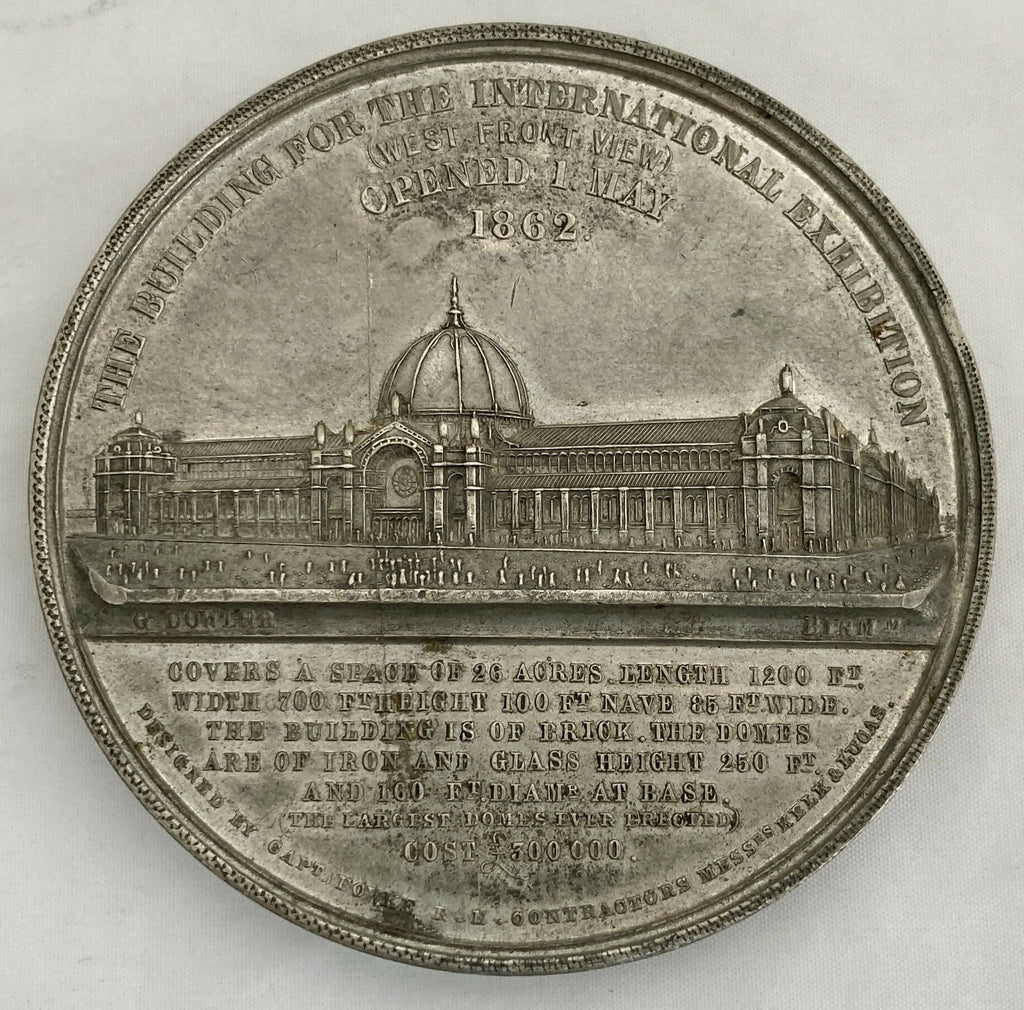 THE BUILDING FOR THE INTERNATIONAL EXHIBITION.
(WEST FRONT VIEW)
OPENED 1 MAY
1862.
G. DOWLER
BIRMM
COVERS A SPACE OF 26 ACRES. LENGTH 1200 FT.
WIDTH 700 FT HEIGHT 100 FT NAVE 85 FT WIDE.
THE BUILDING IS OF BRICK. THE DOMES
ARE OF IRON AND GLASS HEIGHT 250 FT.
AND 160 FT DIAMR AT BASE.
(THE LARGEST DOMES EVER ERECTED)
COST £300'000.
DESIGNED BY CAPT. FOWKE R.E. CONTRACTORS MESSRS KELK & LUCAS.